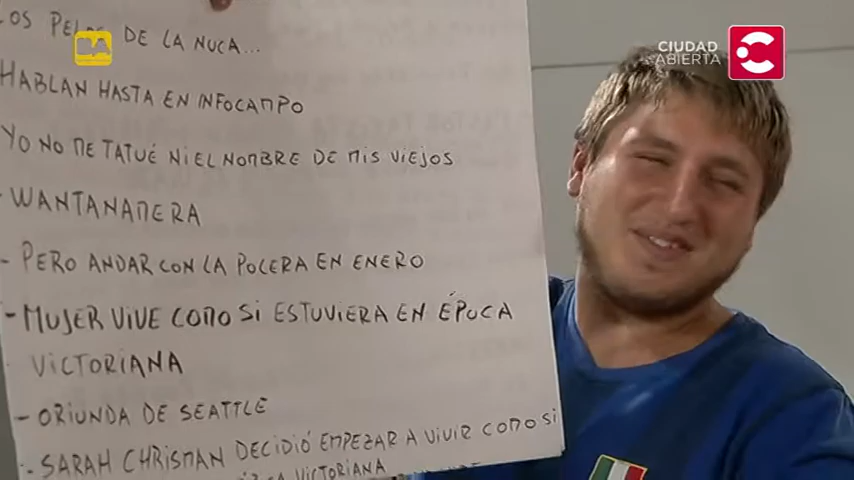 LOS PELOS DE LA NUCA...
HABLAN HASTA EN INFOCAMPO
YO NO ME TATUÉ NI EL NOMBRE DE MIS VIEJOS
- WANTANAMERA
- PERO ANDAR CON LA POLERA EN ENERO
- MUJER VIVE COMO SI ESTUVIERA EN ÉPOCA
VICTORIANA
- ORIUNDA DE SEATTLE
- SARAH CHRISMAN DECIDIÓ EMPEZAR A VIVIR COMO SI
VICTORIANA
BA
CIUDAD
ABIERTA